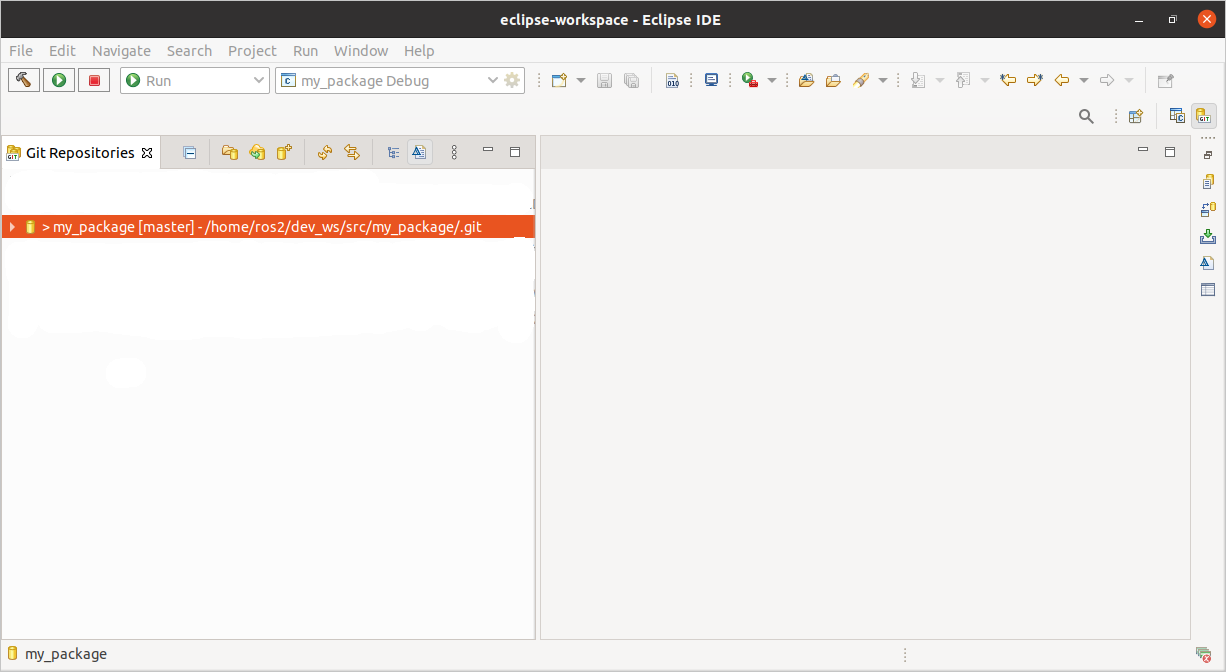 eclipse-workspace - Eclipse IDE
File Edit Navigate Search Project Run Window Help
Run my_package Debug
Git Repositories
> my_package [master] - /home/ros2/dev_ws/src/my_package/.git
my_package